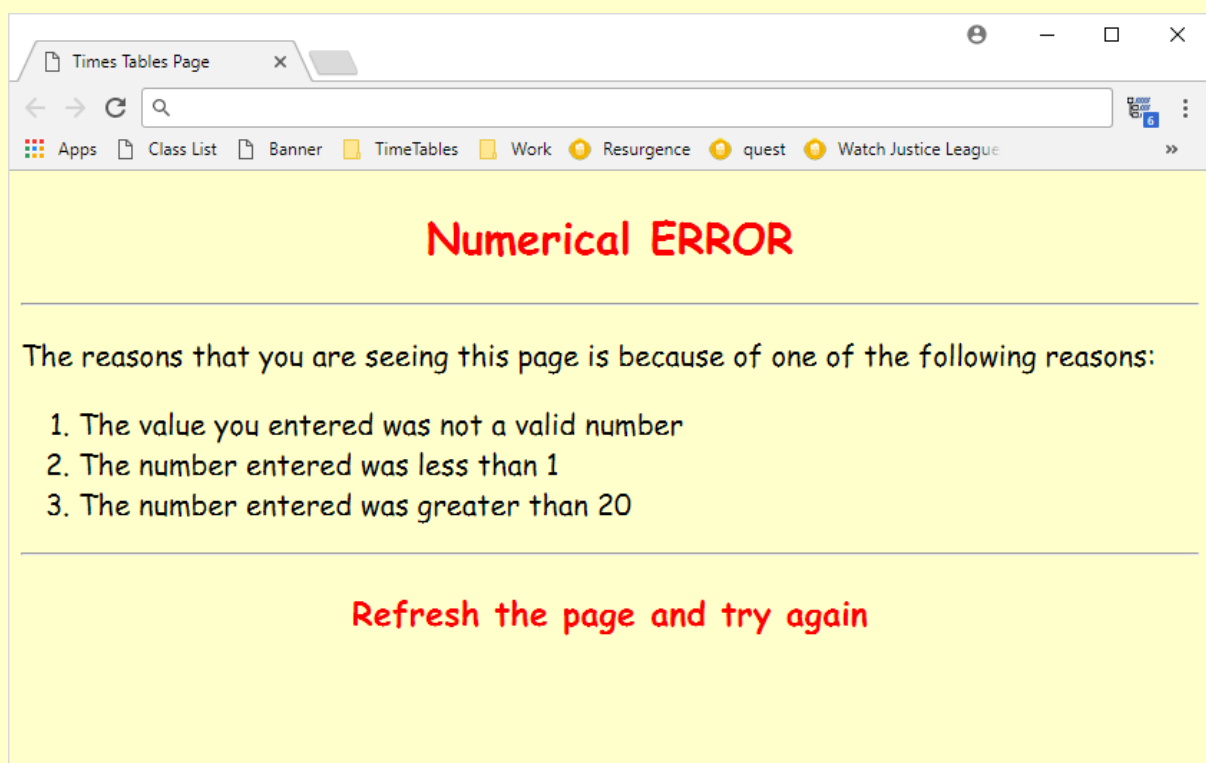 Times Tables Page
Apps Class List Banner TimeTables Work Resurgence quest Watch Justice League
6
Numerical ERROR
The reasons that you are seeing this page is because of one of the following reasons:
1. The value you entered was not a valid number
2. The number entered was less than 1
3. The number entered was greater than 20
Refresh the page and try again